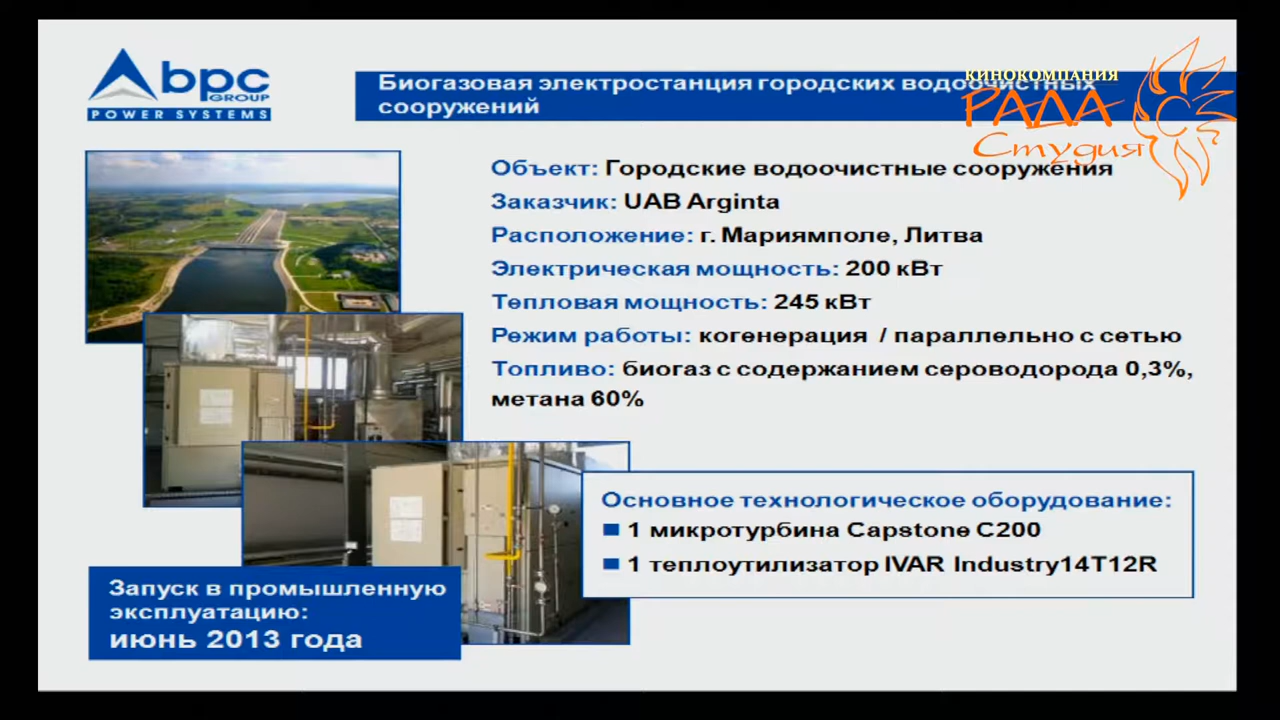 bpc
GROUP
POWER SYSTEMS
Биогазовая электростанция городских водоочистных
сооружений
КИНОКОМПАНИЯ
РАДА
Студия
Объект: Городские водоочистные сооружения
Заказчик: UAB Arginta
Расположение: г. Мариямполе, Литва
Электрическая мощность: 200 кВт
Тепловая мощность: 245 кВт
Режим работы: когенерация / параллельно с сетью
Топливо: биогаз с содержанием сероводорода 0,3%,
метана 60%
Основное технологическое оборудование:
1 микротурбина Capstone C200
1 теплоутилизатор IVAR Industry14T12R
Запуск в промышленную
эксплуатацию:
июнь 2013 года